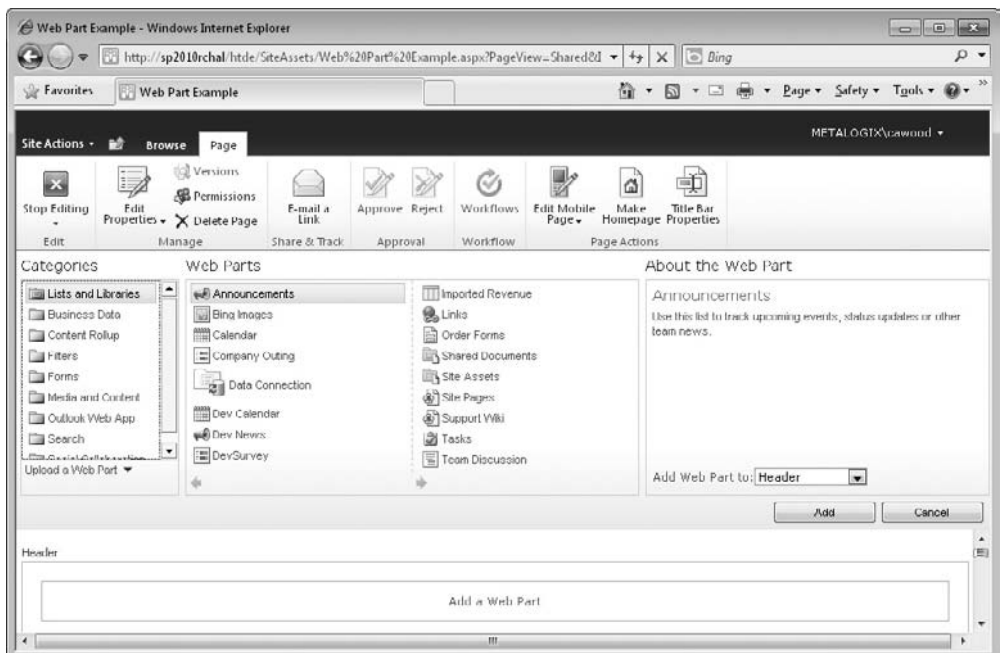 Web Part Example - Windows Internet Explorer
http://sp2010rchal/htde/SiteAssets/Web%20Part%20Example.aspx?PageView=Shared&I
Bing
Favorites
Web Part Example
Page
Safety
Tools
Site Actions
Browse
Page
METALOGIX\cawood
Stop Editing
Edit Properties
Versions
Permissions
Delete Page
E-mail a Link
Approve
Reject
Workflows
Edit Mobile Page
Make Homepage
Title Bar Properties
Edit
Manage
Share & Track
Approval
Workflow
Page Actions
Categories
Lists and Libraries
Business Data
Content Rollup
Filters
Forms
Media and Content
Outlook Web App
Search
Social Collaboration
Upload a Web Part
Web Parts
Announcements
Bing Images
Calendar
Company Outing
Data Connection
Dev Calendar
Dev News
DevSurvey
Imported Revenue
Links
Order Forms
Shared Documents
Site Assets
Site Pages
Support Wiki
Tasks
Team Discussion
About the Web Part
Announcements
Use this list to track upcoming events, status updates or other
team news.
Add Web Part to: Header
Add
Cancel
Header
Add a Web Part